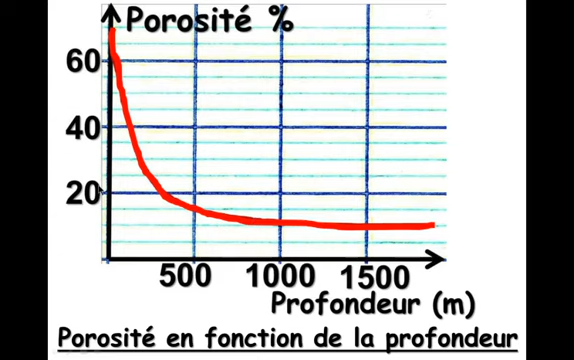 Porosité %
60
40
20
500 1000 1500
Profondeur (m)
Porosité en fonction de la profondeur